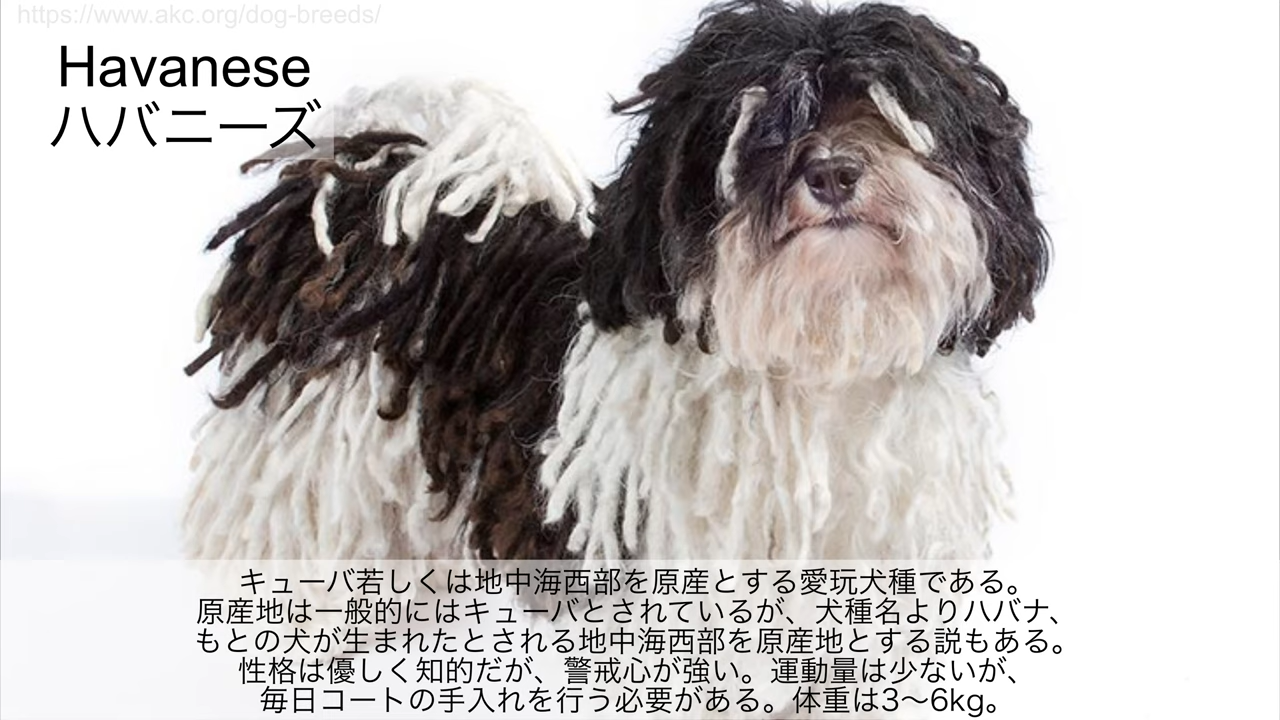 https://www.akc.org/dog-breeds/
Havanese
ハバニーズ
キューバ若しくは地中海西部を原産とする愛玩犬種である。
原産地は一般的にはキューバとされているが、犬種名よりハバナ、
もとの犬が生まれたとされる地中海西部を原産地とする説もある。
性格は優しく知的だが、警戒心が強い。運動量は少ないが、
毎日コートの手入れを行う必要がある。体重は3〜6kg。